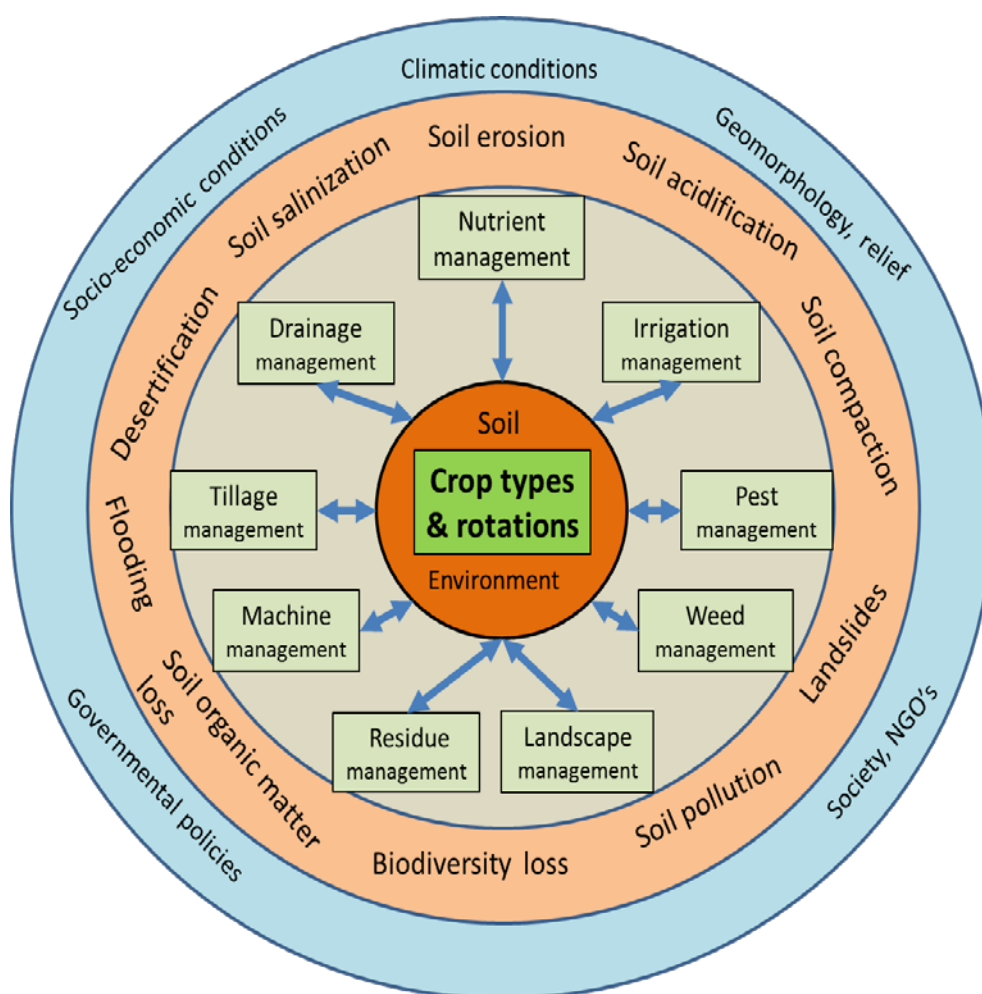 Climatic conditions
Geomorphology, relief
Society, NGO's
Governmental policies
Socio-economic conditions
Soil erosion
Soil acidification
Soil compaction
Landslides
Soil pollution
Biodiversity loss
Soil organic matter
loss
Flooding
Desertification
Soil salinization
Nutrient
management
Irrigation
management
Pest
management
Weed
management
Landscape
management
Residue
management
Machine
management
Tillage
management
Drainage
management
Soil
Crop types
& rotations
Environment